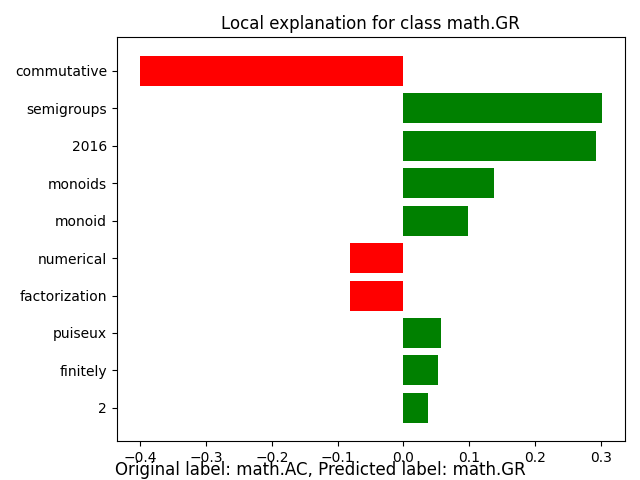 Local explanation for class math.GR
commutative
semigroups
2016
monoids
monoid
numerical
factorization
puiseux
finitely
2
−0.4 −0.3 −0.2 −0.1 0.0 0.1 0.2 0.3
Original label: math.AC, Predicted label: math.GR